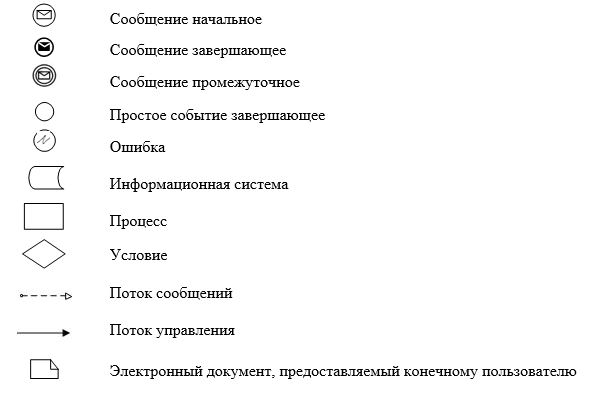 Сообщение начальное
Сообщение завершающее
Сообщение промежуточное
Простое событие завершающее
Ошибка
Информационная система
Процесс
Условие
Поток сообщений
Поток управления
Электронный документ, предоставляемый конечному пользователю